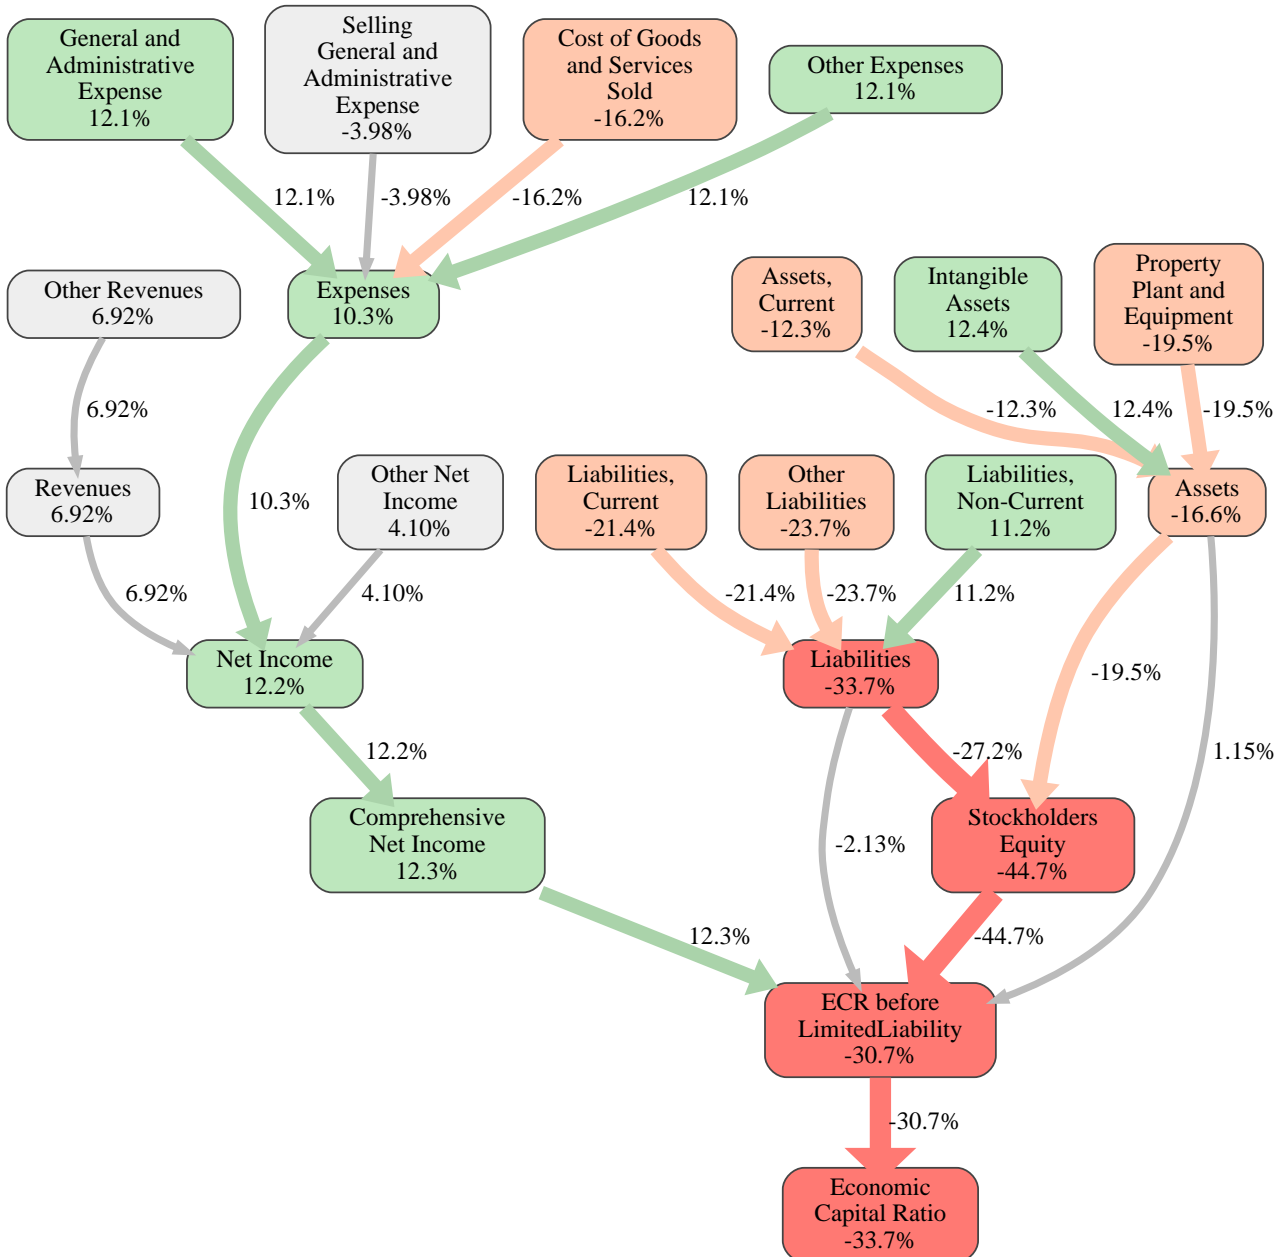 General and
Administrative
Expense
12.1%
Selling
General and
Administrative
Expense
-3.98%
Cost of Goods
and Services
Sold
-16.2%
Other Expenses
12.1%
12.1%
-3.98%
-16.2%
12.1%
Other Revenues
6.92%
Expenses
10.3%
Assets,
Current
-12.3%
Intangible
Assets
12.4%
Property
Plant and
Equipment
-19.5%
6.92%
-12.3%
12.4%
-19.5%
Revenues
6.92%
10.3%
Other Net
Income
4.10%
Liabilities,
Current
-21.4%
Other
Liabilities
-23.7%
Liabilities,
Non-Current
11.2%
Assets
-16.6%
6.92%
4.10%
-21.4%
-23.7%
11.2%
Net Income
12.2%
Liabilities
-33.7%
-19.5%
12.2%
-27.2%
1.15%
Comprehensive
Net Income
12.3%
-2.13%
Stockholders
Equity
-44.7%
12.3%
-44.7%
ECR before
LimitedLiability
-30.7%
-30.7%
Economic
Capital Ratio
-33.7%